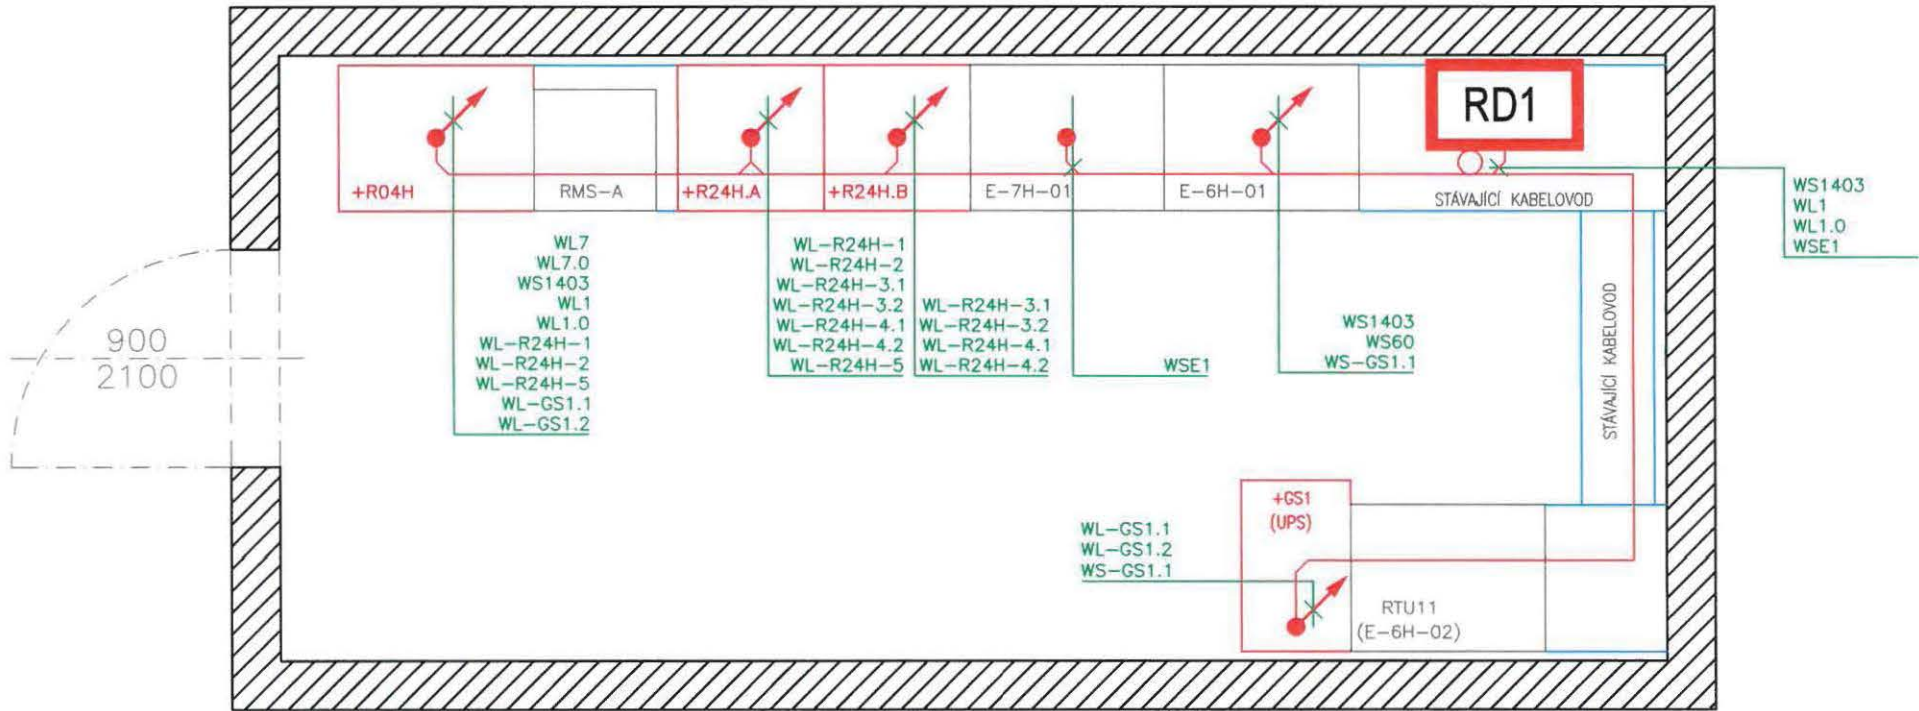 RD1
+R04H
RMS-A
+R24H.A
+R24H.B
E-7H-01
E-6H-01
STÁVAJÍCÍ KABELOVOD
WS1403
WL1
WL1.0
WSE1
WL7
WL7.0
WS1403
WL1
WL1.0
WL-R24H-1
WL-R24H-2
WL-R24H-5
WL-GS1.1
WL-GS1.2
WL-R24H-1
WL-R24H-2
WL-R24H-3.1
WL-R24H-3.2
WL-R24H-4.1
WL-R24H-4.2
WL-R24H-5
WL-R24H-3.1
WL-R24H-3.2
WL-R24H-4.1
WL-R24H-4.2
WSE1
WS1403
WS60
WS-GS1.1
STÁVAJÍCÍ KABELOVOD
900
2100
+GS1
(UPS)
WL-GS1.1
WL-GS1.2
WS-GS1.1
RTU11
(E-6H-02)